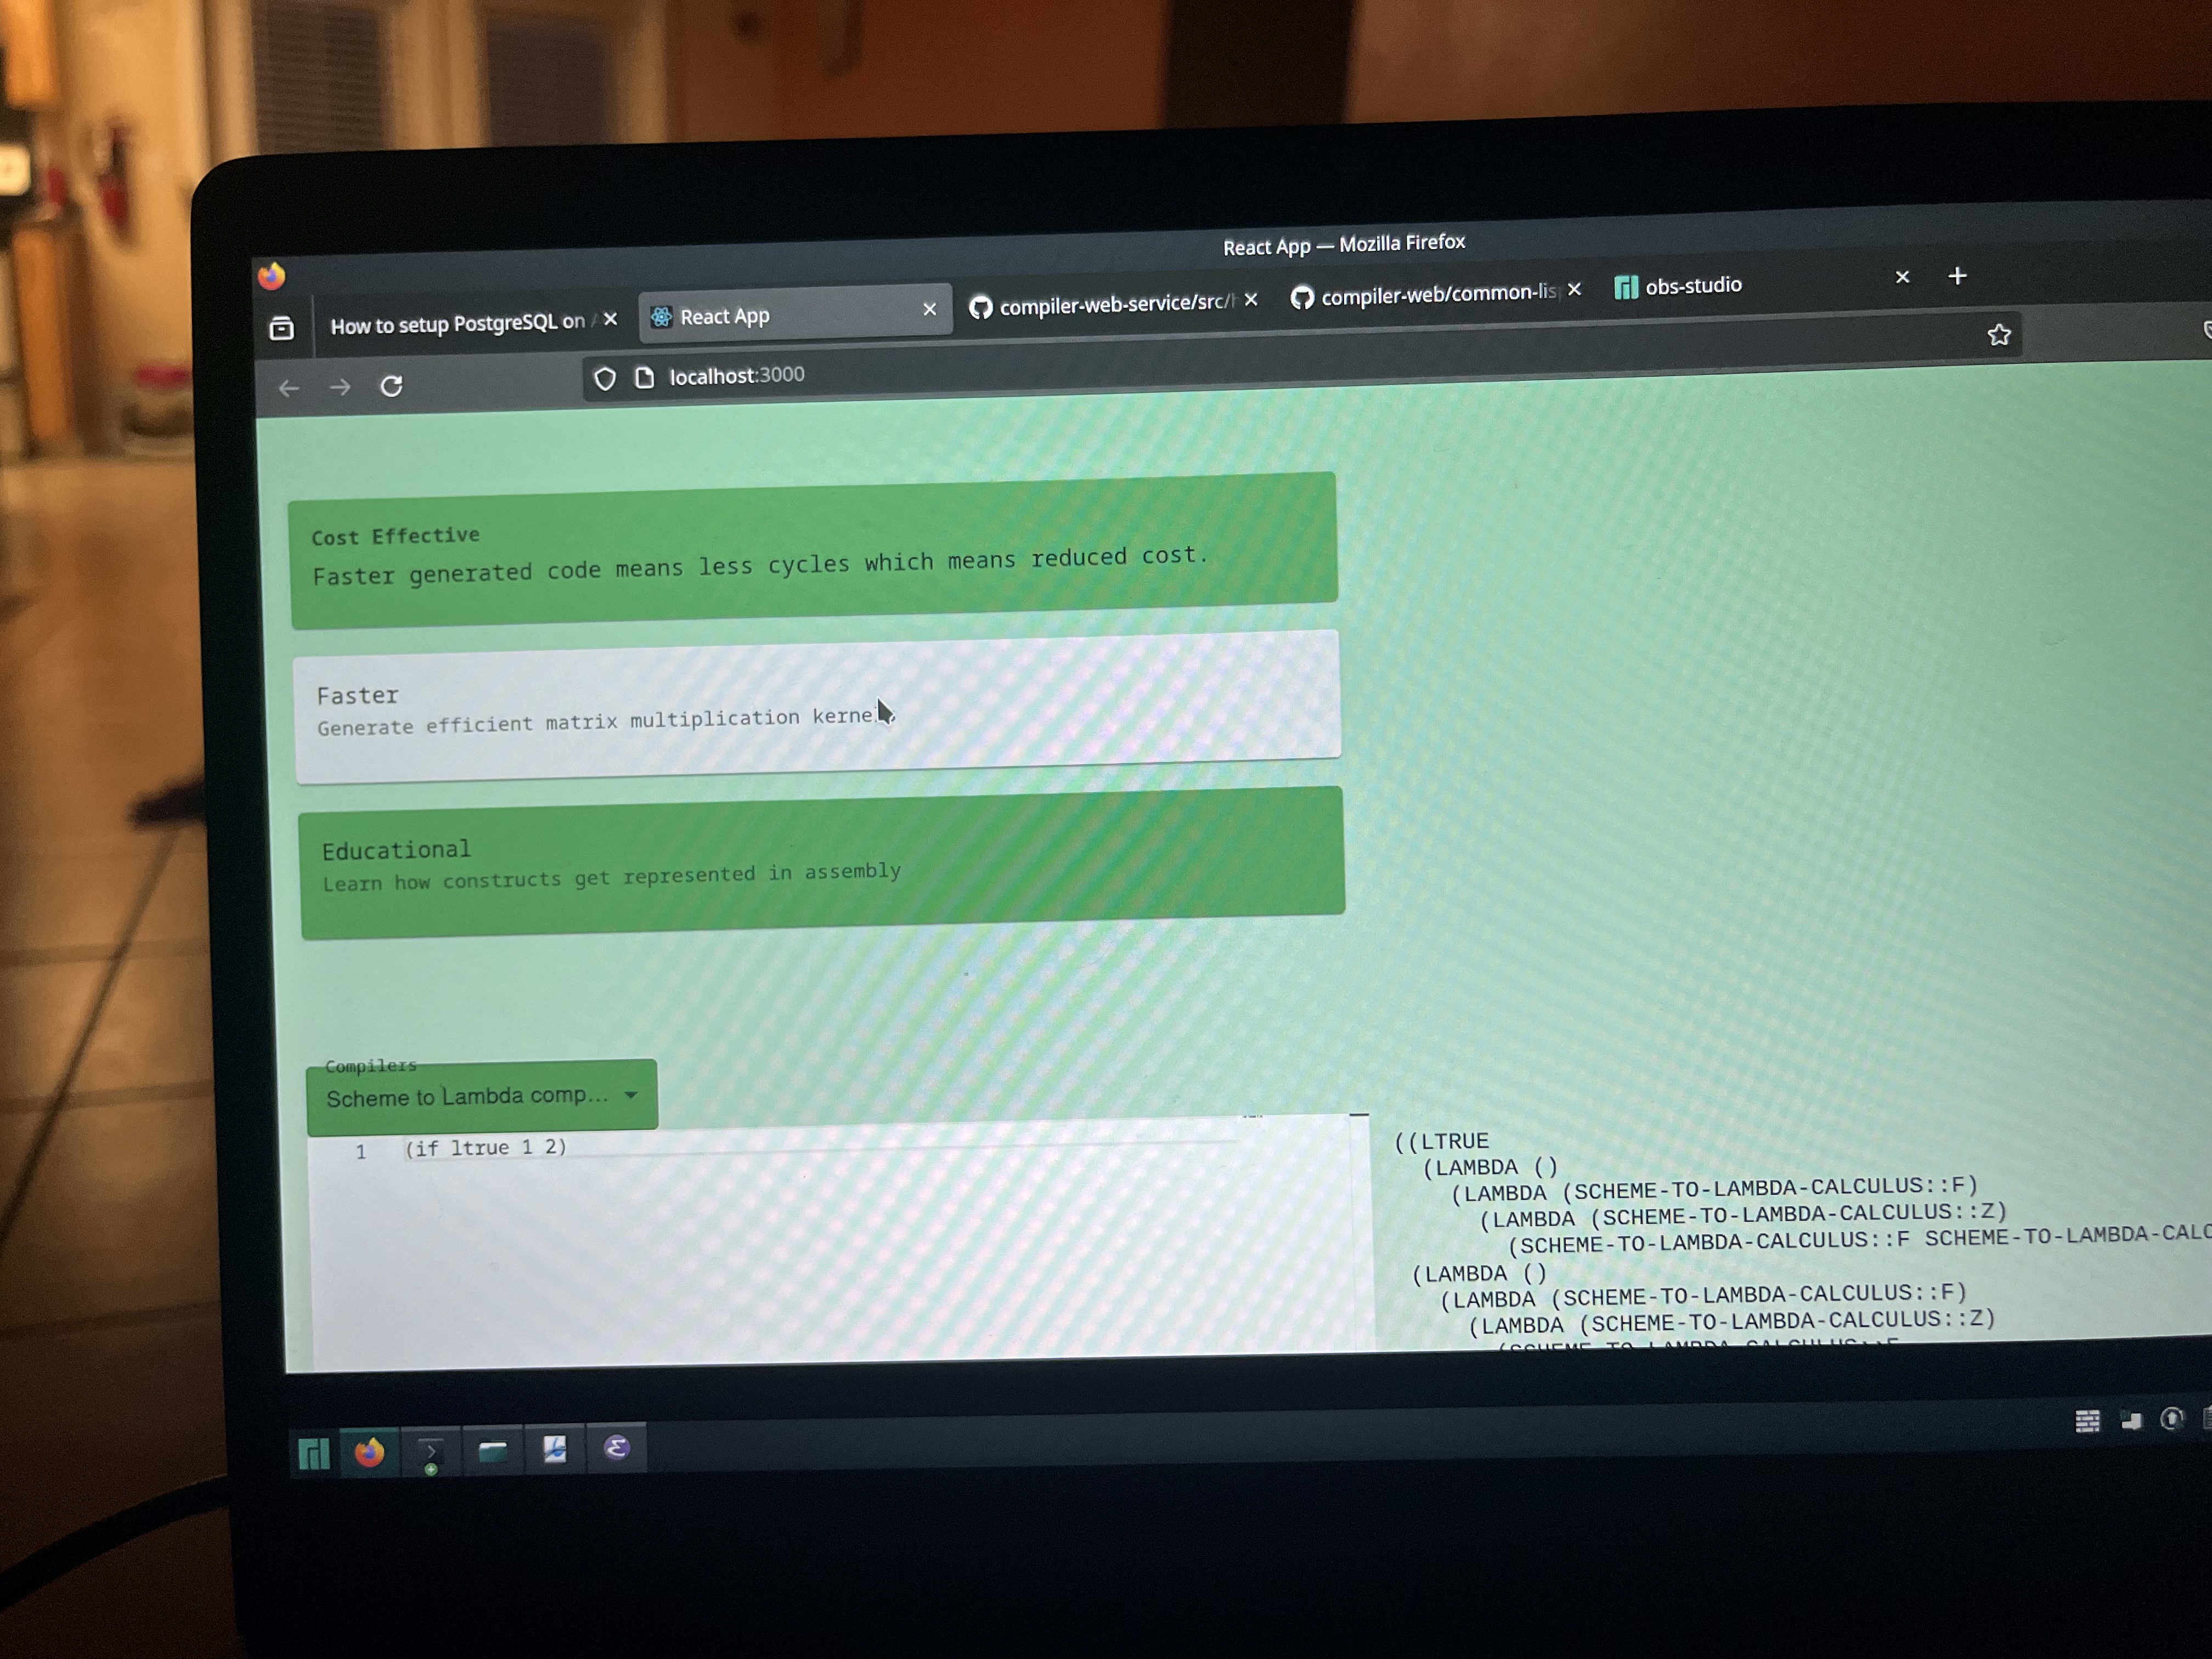 React App — Mozilla Firefox
How to setup PostgreSQL on
React App
compiler-web-service/src/
compiler-web/common-lis
obs-studio
localhost:3000
Cost Effective
Faster generated code means less cycles which means reduced cost.
Faster
Generate efficient matrix multiplication kerne
Educational
Learn how constructs get represented in assembly
Compilers
Scheme to Lambda comp...
1 (if ltrue 1 2)
((LTRUE
(LAMBDA ()
(LAMBDA (SCHEME-TO-LAMBDA-CALCULUS::F)
(LAMBDA (SCHEME-TO-LAMBDA-CALCULUS::Z)
(SCHEME-TO-LAMBDA-CALCULUS::F SCHEME-TO-LAMBDA-CALC
(LAMBDA ()
(LAMBDA (SCHEME-TO-LAMBDA-CALCULUS::F)
(LAMBDA (SCHEME-TO-LAMBDA-CALCULUS::Z)
(SCHEME-TO-LAMBDA-CALCULUS::F